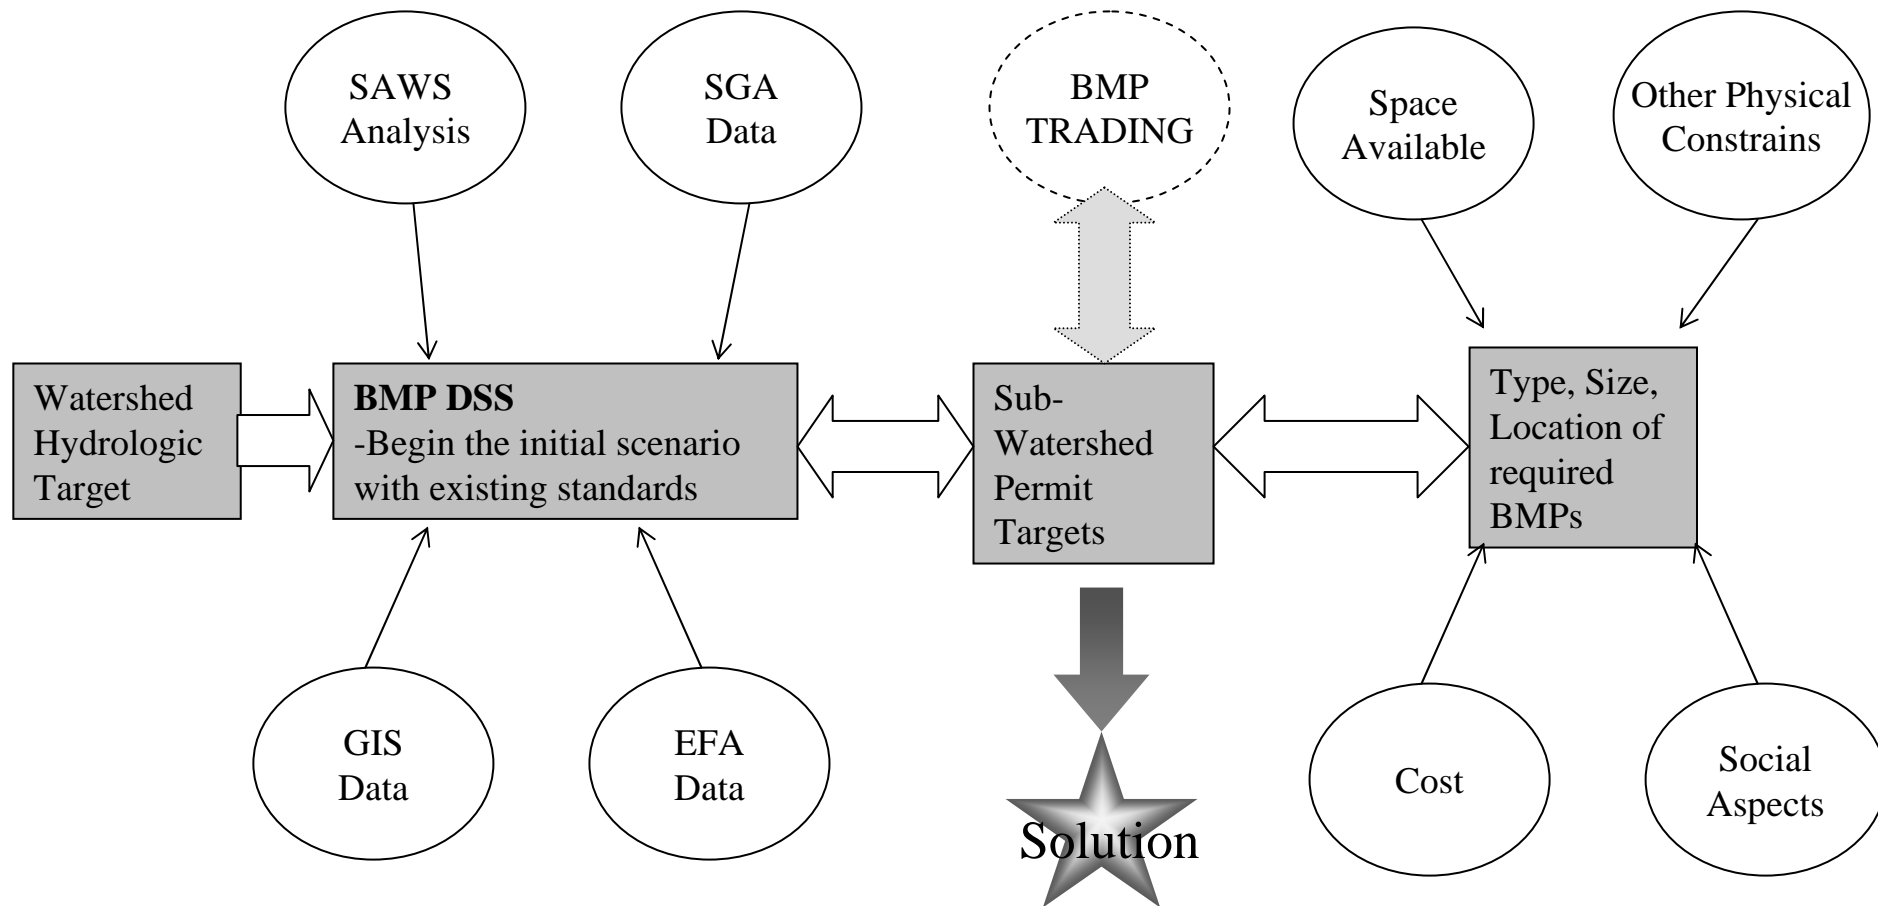 SAWS
Analysis
SGA
Data
BMP
TRADING
Space
Available
Other Physical
Constrains
Watershed
Hydrologic
Target
BMP DSS
-Begin the initial scenario
with existing standards
Sub-
Watershed
Permit
Targets
Type, Size,
Location of
required
BMPs
GIS
Data
EFA
Data
Solution
Cost
Social
Aspects